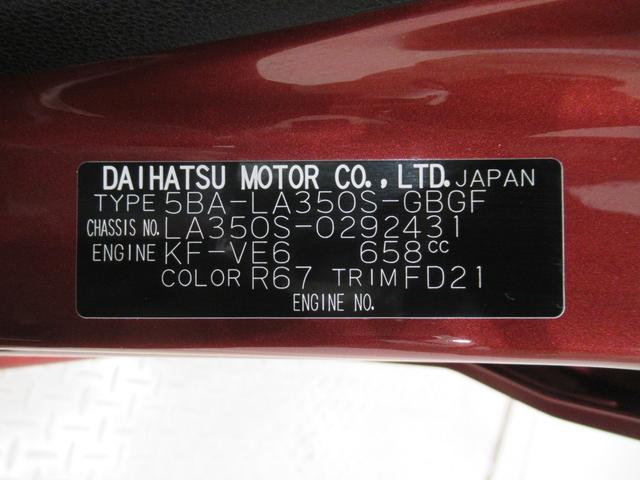 DAIHATSU MOTOR CO., LTD. JAPAN
TYPE 5BA-LA350S-GBGF
CHASSIS NO. LA350S-0292431
ENGINE KF-VE6 658cc
COLOR R67 TRIM FD21
ENGINE NO.